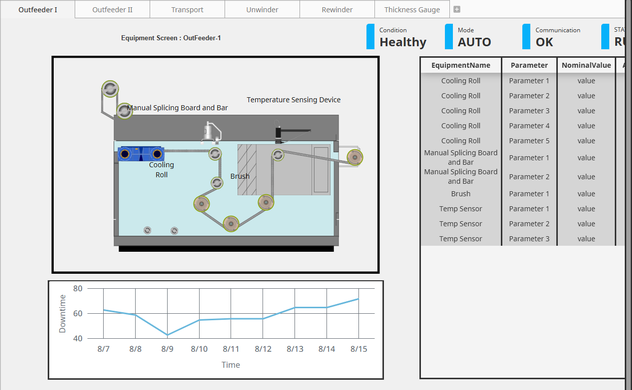 Outfeeder I
Outfeeder II
Transport
Unwinder
Rewinder
Thickness Gauge
Equipment Screen : OutFeeder-1
Condition
Healthy
Mode
AUTO
Communication
OK
Manual Splicing Board and Bar
Temperature Sensing Device
Cooling
Roll
Brush
EquipmentName Parameter NominalValue
Cooling Roll Parameter 1 value
Cooling Roll Parameter 2 value
Cooling Roll Parameter 3 value
Cooling Roll Parameter 4 value
Cooling Roll Parameter 5 value
Manual Splicing Board
and Bar Parameter 1 value
Manual Splicing Board
and Bar Parameter 2 value
Brush Parameter 1 value
Temp Sensor Parameter 1 value
Temp Sensor Parameter 2 value
Temp Sensor Parameter 3 value
Downtime
80
60
40
8/7 8/8 8/9 8/10 8/11 8/12 8/13 8/14 8/15
Time